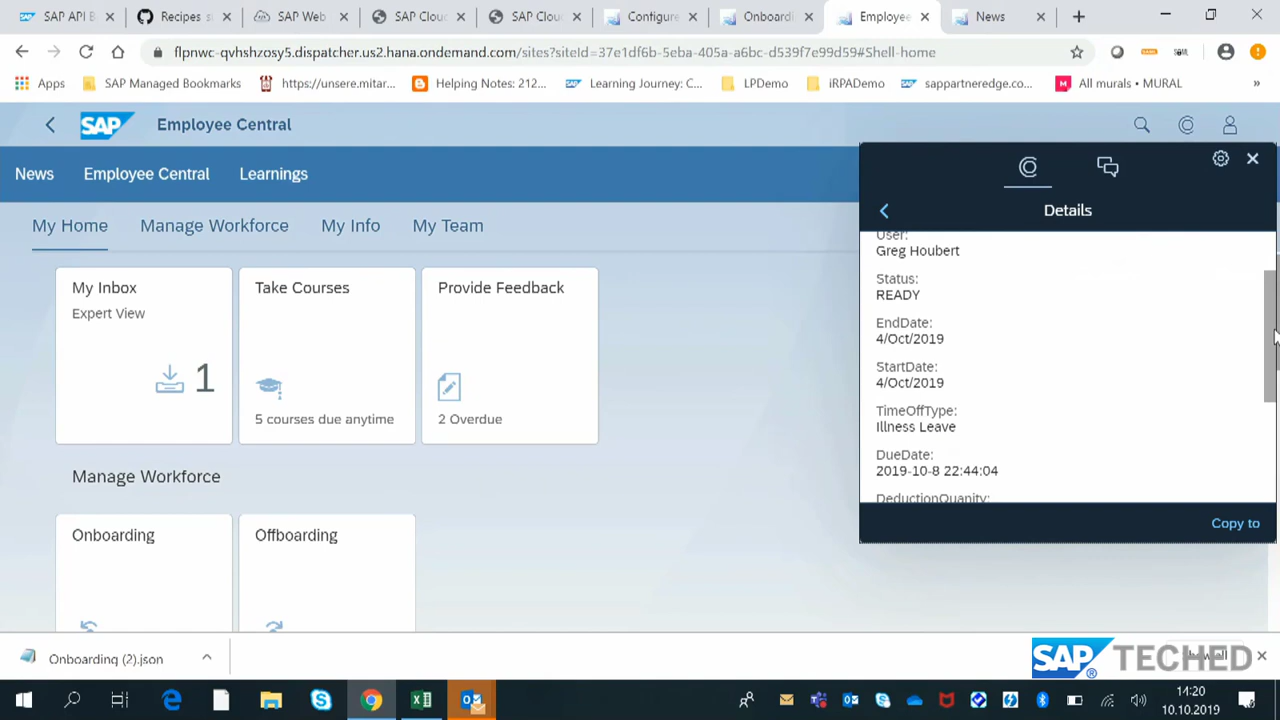 SAP API B
Recipes s
SAP Web
SAP Clou
SAP Clou
Configure
Onboardi
Employee
News
flpnwc-qvhshzosy5.dispatcher.us2.hana.ondemand.com/sites?siteId=37e1df6b-5eba-405a-a6bc-d539f7e99d59#Shell-home
Apps
SAP Managed Bookmarks
https://unsere.mitar...
Helping Notes: 212...
Learning Journey: C...
LPDemo
iRPADemo
sappartneredge.co...
All murals • MURAL
»
SAP
Employee Central
News
Employee Central
Learnings
My Home
Manage Workforce
My Info
My Team
My Inbox
Expert View
1
Take Courses
5 courses due anytime
Provide Feedback
2 Overdue
Manage Workforce
Onboarding
Offboarding
Details
User:
Greg Houbert
Status:
READY
EndDate:
4/Oct/2019
StartDate:
4/Oct/2019
TimeOffType:
Illness Leave
DueDate:
2019-10-8 22:44:04
DeductionQuanity:
Copy to
Onboarding (2).json
SAP® TECHED
14:20
10.10.2019